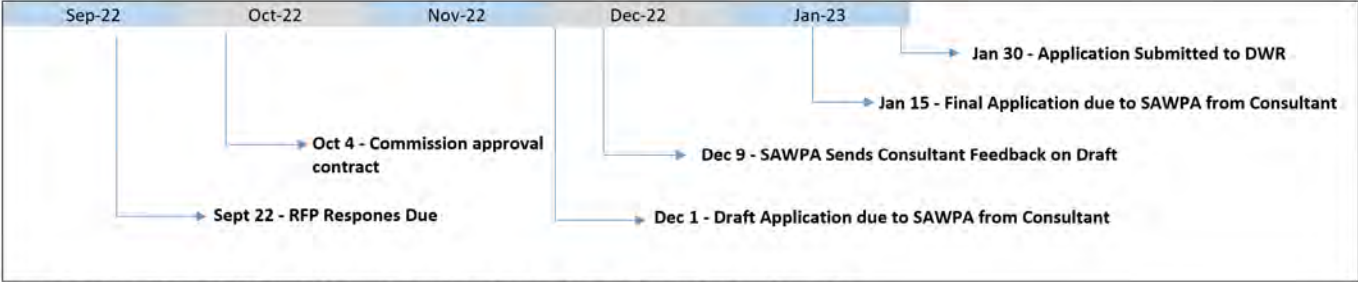 Sep-22 Oct-22 Nov-22 Dec-22 Jan-23
Jan 30 - Application Submitted to DWR
Jan 15 - Final Application due to SAWPA from Consultant
Oct 4 - Commission approval
contract
Dec 9 - SAWPA Sends Consultant Feedback on Draft
Sept 22 - RFP Respones Due
Dec 1 - Draft Application due to SAWPA from Consultant